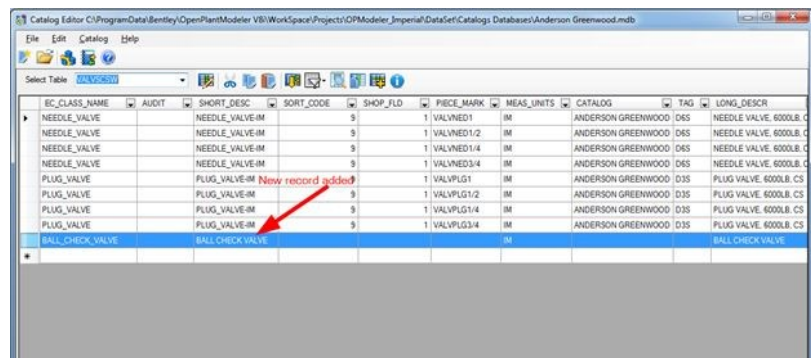 Catalog Editor C:\ProgramData\Bentley\OpenPlantModeler V8i\WorkSpace\Projects\OPModeler_Imperial\DataSet\Catalogs Databases\Anderson Greenwood.mdb
File Edit Catalog Help
Select Table VALVSCSW
EC_CLASS_NAME AUDIT SHORT_DESC SORT_CODE SHOP_FLD PIECE_MARK MEAS_UNITS CATALOG TAG LONG_DESCR
NEEDLE_VALVE NEEDLE_VALVE-IM 9 1 VALVNED1 IM ANDERSON GREENWOOD D6S NEEDLE VALVE, 6000LB, C
NEEDLE_VALVE NEEDLE_VALVE-IM 9 1 VALVNED1/2 IM ANDERSON GREENWOOD D6S NEEDLE VALVE, 6000LB, C
NEEDLE_VALVE NEEDLE_VALVE-IM 9 1 VALVNED1/4 IM ANDERSON GREENWOOD D6S NEEDLE VALVE, 6000LB, C
NEEDLE_VALVE NEEDLE_VALVE-IM 9 1 VALVNED3/4 IM ANDERSON GREENWOOD D6S NEEDLE VALVE, 6000LB, C
PLUG_VALVE PLUG_VALVE-IM 9 1 VALVPLG1 IM ANDERSON GREENWOOD D3S PLUG VALVE, 6000LB, CS
New record added
PLUG_VALVE PLUG_VALVE-IM 9 1 VALVPLG1/2 IM ANDERSON GREENWOOD D3S PLUG VALVE, 6000LB, CS
PLUG_VALVE PLUG_VALVE-IM 9 1 VALVPLG1/4 IM ANDERSON GREENWOOD D3S PLUG VALVE, 6000LB, CS
PLUG_VALVE PLUG_VALVE-IM 9 1 VALVPLG3/4 IM ANDERSON GREENWOOD D3S PLUG VALVE, 6000LB, CS
BALL_CHECK_VALVE BALL CHECK VALVE IM BALL CHECK VALVE